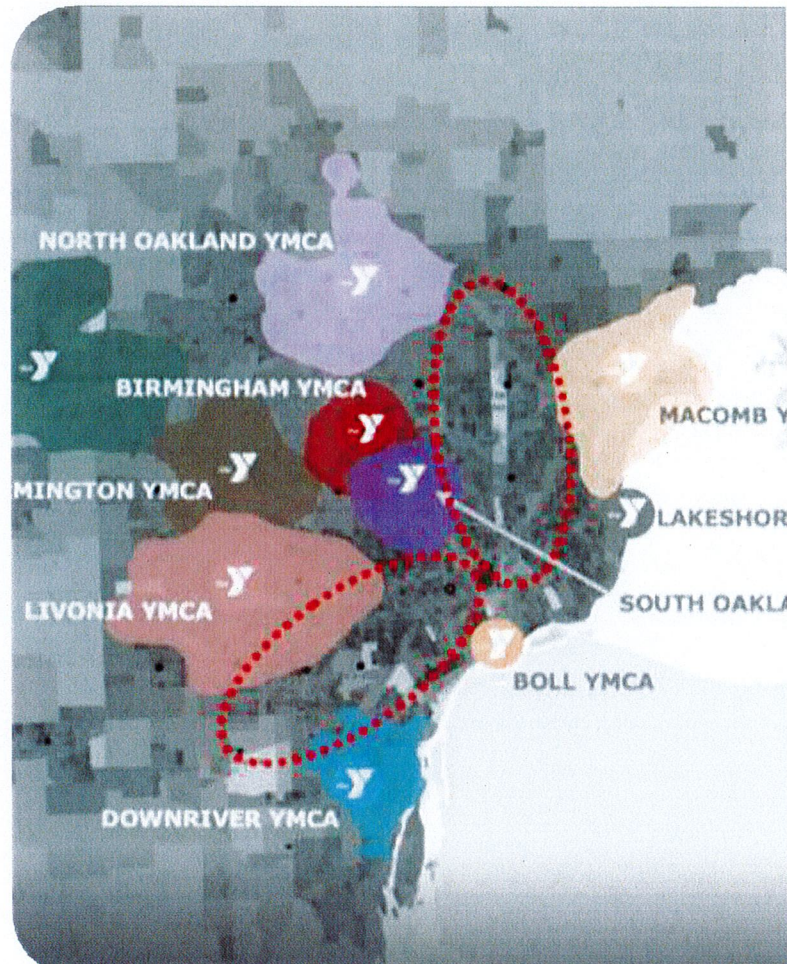 NORTH OAKLAND YMCA
BIRMINGHAM YMCA
MACOMB Y
MINGTON YMCA
LAKESHOR
LIVONIA YMCA
SOUTH OAKLA
BOLL YMCA
DOWNRIVER YMCA